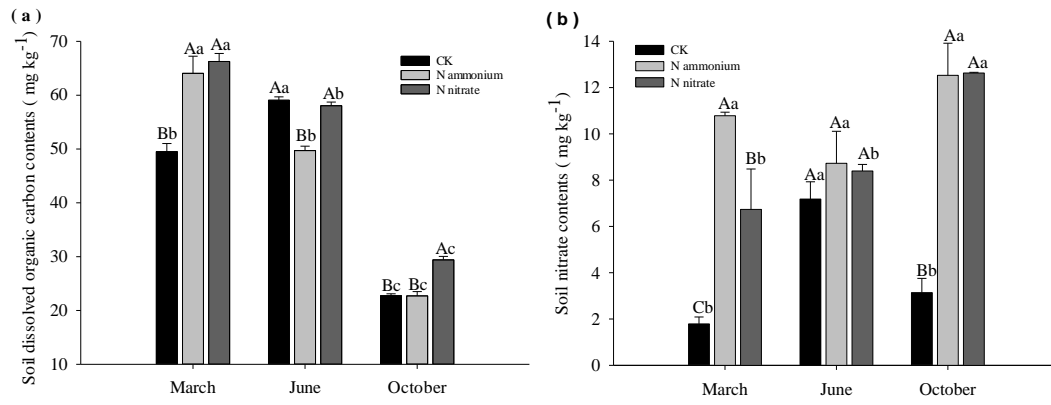 ( a )
Soil dissolved organic carbon contents ( mg kg-1)
70
60
50
40
30
20
10
CK
N ammonium
N nitrate
Bb
Aa
Aa
Aa
Bb
Ab
Bc
Bc
Ac
March
June
October
( b )
Soil nitrate contents ( mg kg-1)
14
12
10
8
6
4
2
0
CK
N ammonium
N nitrate
Cb
Aa
Bb
Aa
Aa
Ab
Bb
Aa
Aa
March
June
October